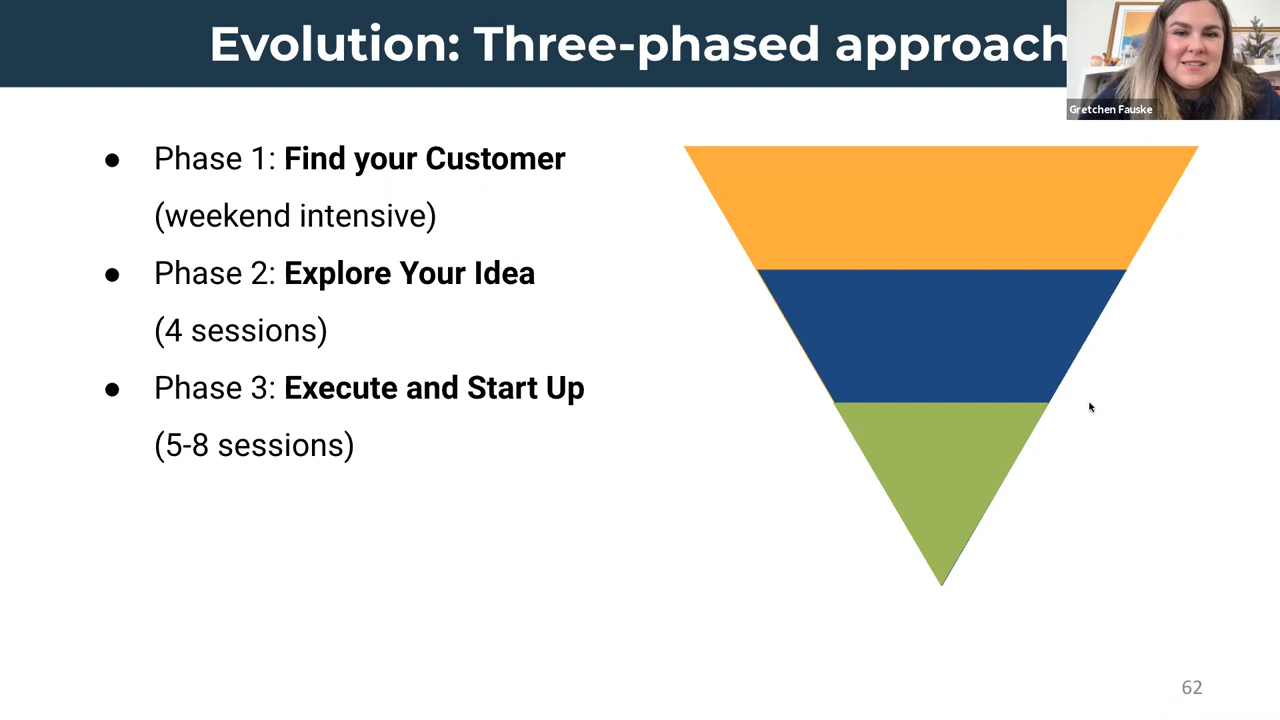 Evolution: Three-phased approach
Gretchen Fauske
● Phase 1: Find your Customer
(weekend intensive)
● Phase 2: Explore Your Idea
(4 sessions)
● Phase 3: Execute and Start Up
(5-8 sessions)
62